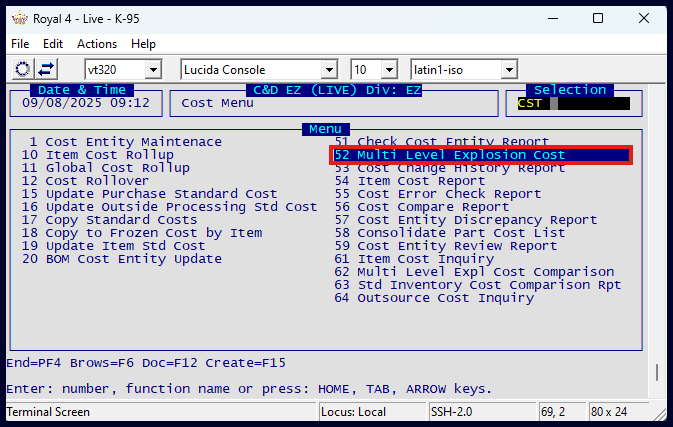 Royal 4 - Live - K-95
File Edit Actions Help
vt320 Lucida Console 10 latin1-iso
Date & Time C&D EZ (LIVE) Div: EZ Selection
09/08/2025 09:12 Cost Menu CST
Menu
1 Cost Entity Maintenace 51 Check Cost Entity Report
10 Item Cost Rollup 52 Multi Level Explosion Cost
11 Global Cost Rollup 53 Cost Change History Report
12 Cost Rollover 54 Item Cost Report
15 Update Purchase Standard Cost 55 Cost Error Check Report
16 Update Outside Processing Std Cost 56 Cost Compare Report
17 Copy Standard Costs 57 Cost Entity Discrepancy Report
18 Copy to Frozen Cost by Item 58 Consolidate Part Cost List
19 Update Item Std Cost 59 Cost Entity Review Report
20 BOM Cost Entity Update 61 Item Cost Inquiry
62 Multi Level Expl Cost Comparison
63 Std Inventory Cost Comparison Rpt
64 Outsource Cost Inquiry
End=PF4 Brows=F6 Doc=F12 Create=F15
Enter: number, function name or press: HOME, TAB, ARROW keys.
Terminal Screen Locus: Local SSH-2.0 69, 2 80 x 24